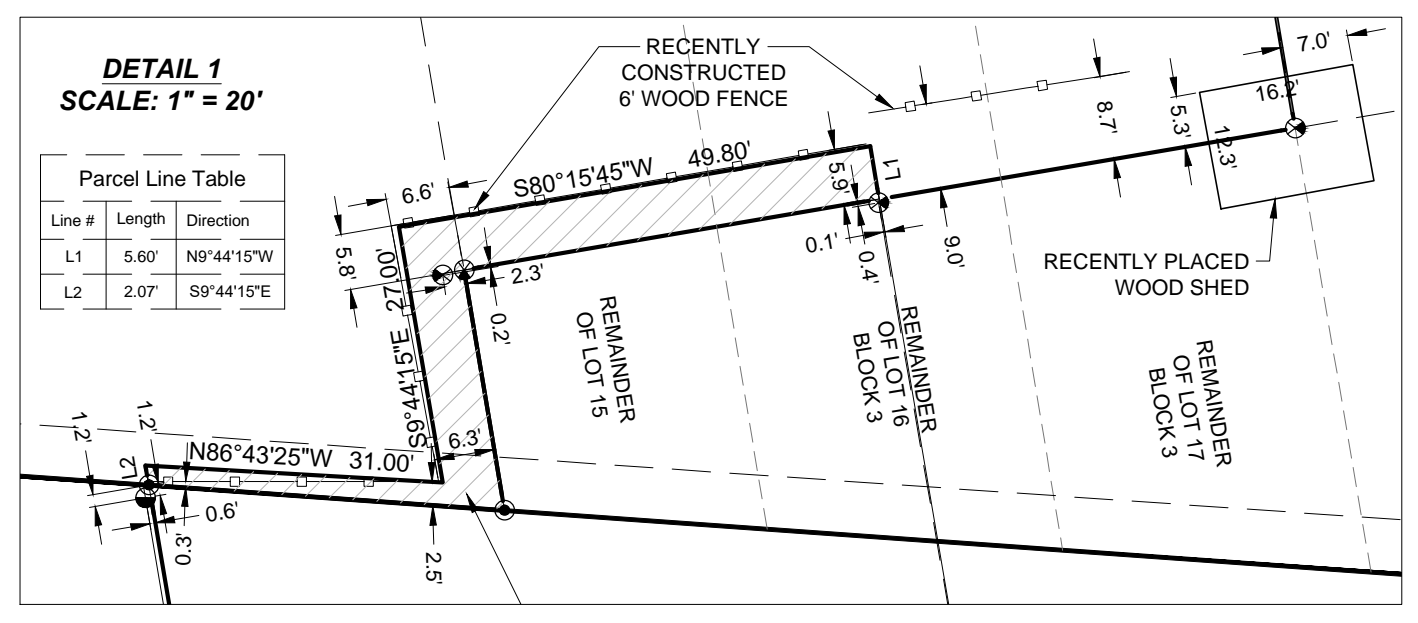 DETAIL 1
SCALE: 1" = 20'
Parcel Line Table
Line # Length Direction
L1 5.60' N9°44'15"W
L2 2.07' S9°44'15"E
RECENTLY
CONSTRUCTED
6' WOOD FENCE
7.0'
16.2'
12.3'
5.3'
8.7'
6.6'
S80°15'45"W 49.80'
5.9'
L1
5.8'
S9°44'15"E 27.00'
2.3'
0.2'
0.1'
0.4'
9.0'
RECENTLY PLACED
WOOD SHED
REMAINDER
OF LOT 15
REMAINDER
OF LOT 16
BLOCK 3
REMAINDER
OF LOT 17
BLOCK 3
1.2'
1.2'
L2
N86°43'25"W 31.00'
6.3'
0.6'
0.3'
2.5'